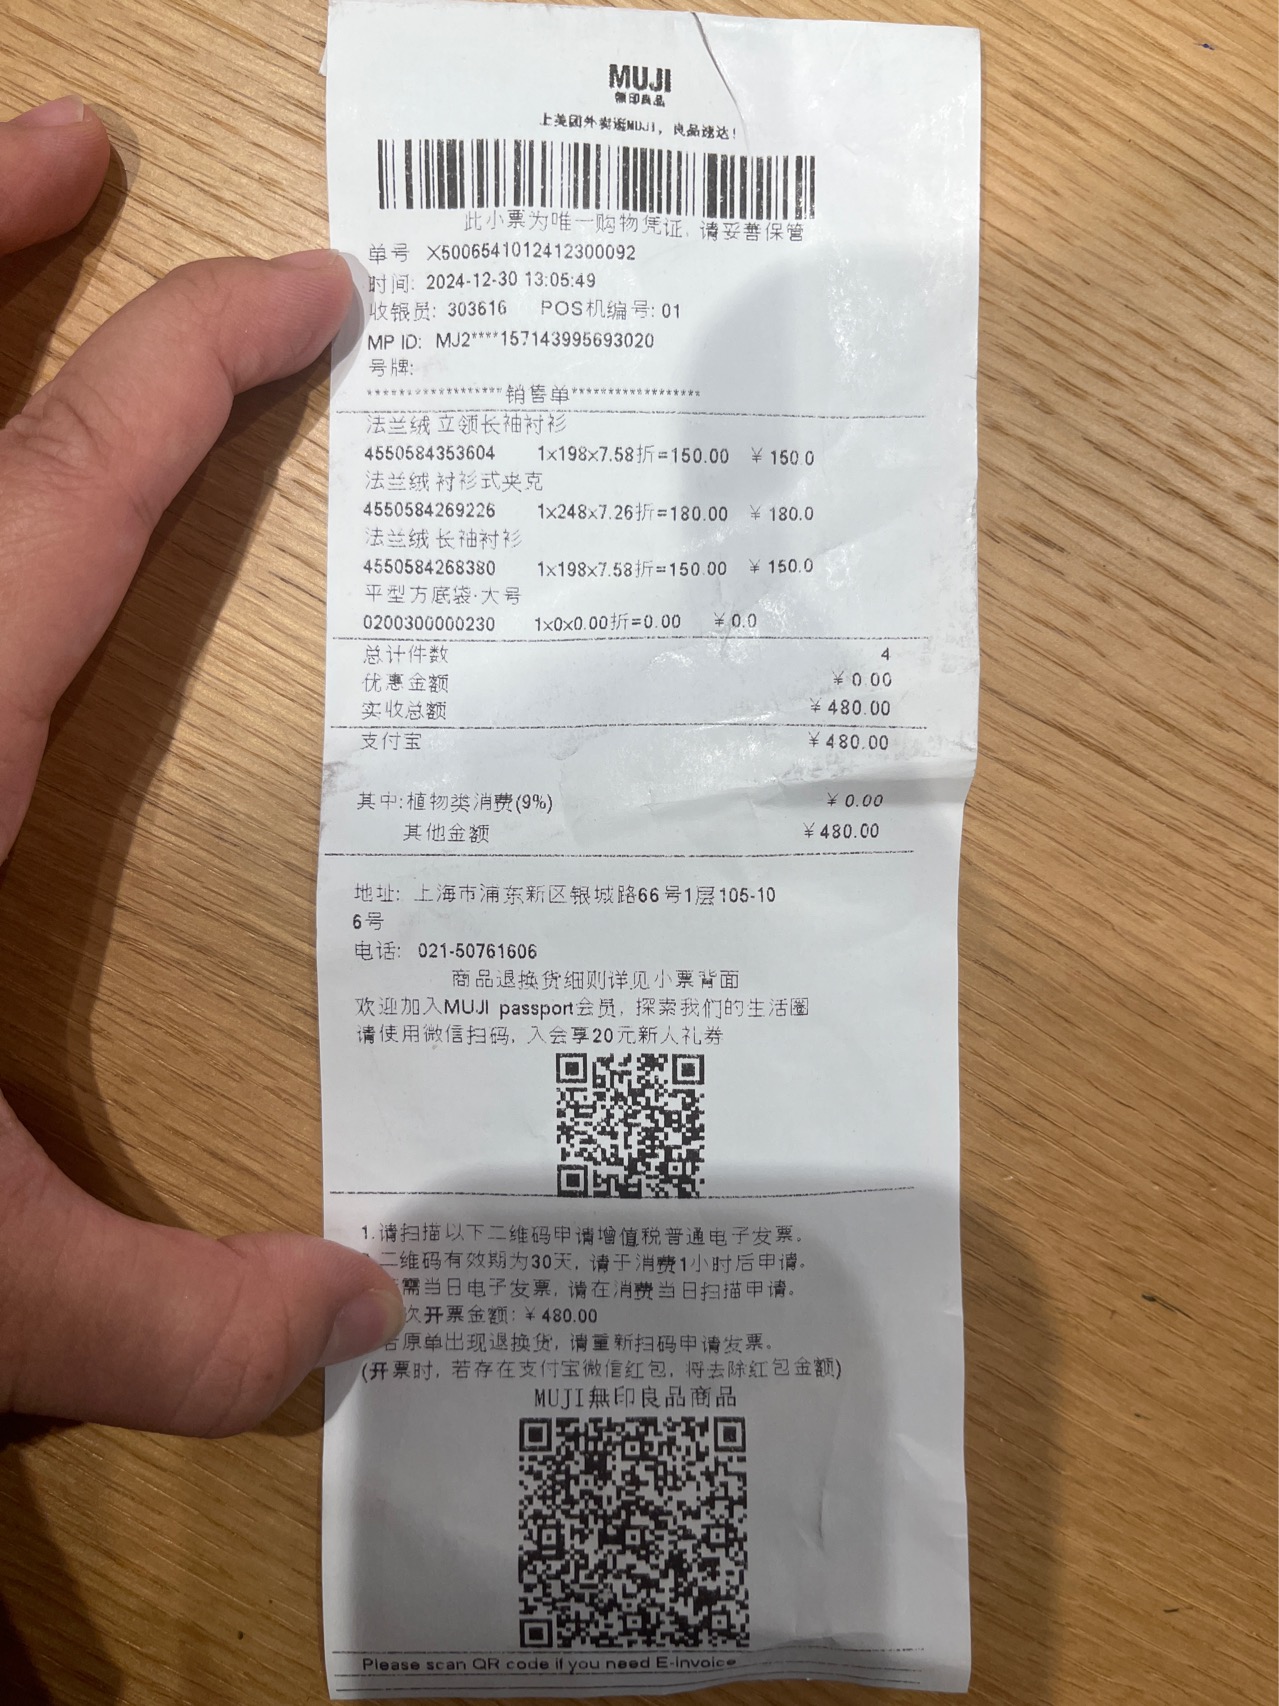 MUJI
無印良品
上美团外卖逛MUJI，良品速达！
此小票为唯一购物凭证，请妥善保管
单号 X5006541012412300092
时间: 2024-12-30 13:05:49
收银员: 303616 POS机编号: 01
MP ID: MJ2****157143995693020
号牌:
******************销售单******************
法兰绒 立领长袖衬衫
4550584353604 1x198x7.58折=150.00 ￥150.0
法兰绒 衬衫式夹克
4550584269226 1x248x7.26折=180.00 ￥180.0
法兰绒 长袖衬衫
4550584268380 1x198x7.58折=150.00 ￥150.0
平型方底袋·大号
0200300000230 1x0x0.00折=0.00 ￥0.0
总计件数 4
优惠金额 ￥0.00
实收总额 ￥480.00
支付宝 ￥480.00
其中:植物类消费(9%) ￥0.00
其他金额 ￥480.00
地址: 上海市浦东新区银城路66号1层105-10
6号
电话: 021-50761606
商品退换货细则详见小票背面
欢迎加入MUJI passport会员，探索我们的生活圈
请使用微信扫码，入会享20元新人礼券
1.请扫描以下二维码申请增值税普通电子发票。
二维码有效期为30天，请于消费1小时后申请。
需当日电子发票，请在消费当日扫描申请。
次开票金额: ￥480.00
若原单出现退换货，请重新扫码申请发票。
(开票时，若存在支付宝微信红包，将去除红包金额)
MUJI無印良品商品
Please scan QR code if you need E-invoice